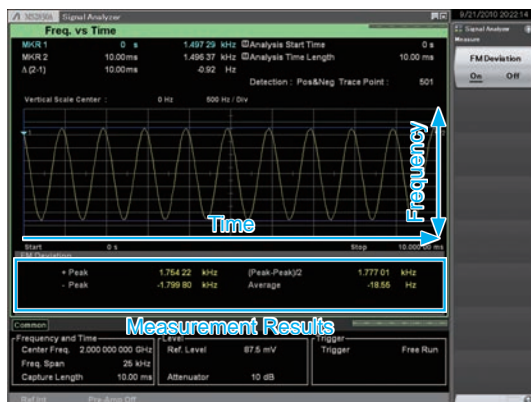 MS2690A Signal Analyzer 9/21/2010 20:22:14
Freq. vs Time
Signal Analyzer
Measure
MKR 1 0 s 1.497 29 kHz Analysis Start Time 0 s
MKR 2 10.00ms 1.496 37 kHz Analysis Time Length 10.00 ms
Δ(2-1) 10.00ms -0.92 Hz
Detection : Pos&Neg Trace Point : 501
FM Deviation
On Off
Vertical Scale Center : 0 Hz 500 Hz / Div
Frequency
Time
Start 0 s Stop 10.000 00 ms
FM Deviation
+ Peak 1.754 22 kHz (Peak-Peak)/2 1.777 01 kHz
- Peak -1.799 80 kHz Average -18.55 Hz
Measurement Results
Common
Frequency and Time Level Trigger
Center Freq. 2.000 000 000 GHz Ref. Level 87.5 mV Trigger Free Run
Freq. Span 25 kHz
Capture Length 10.00 ms Attenuator 10 dB
Ref.Int Pre-Amp Off